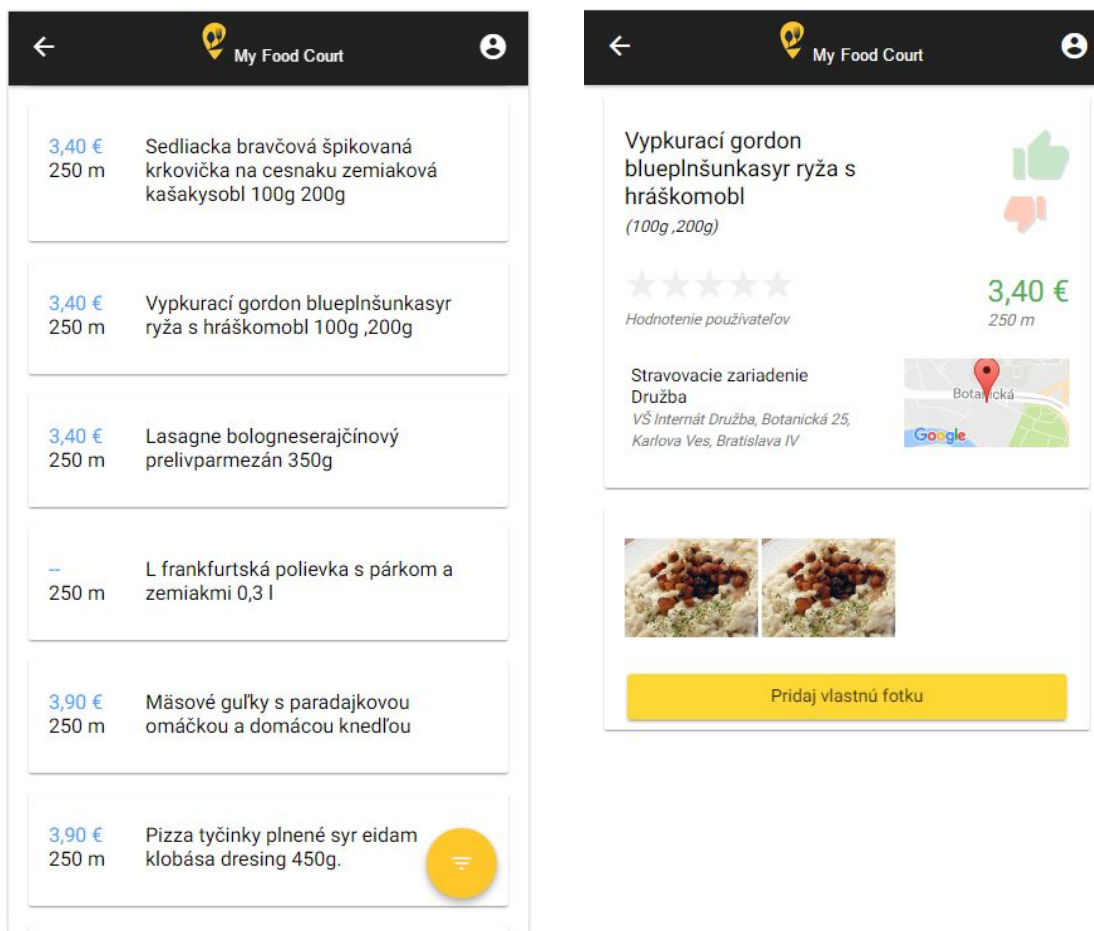 My Food Court
3,40 €
250 m
Sedliacka bravčová špikovaná
krkovička na cesnaku zemiaková
kašakysobl 100g 200g
3,40 €
250 m
Vypkurací gordon blueplnšunkasyr
ryža s hráškomobl 100g ,200g
3,40 €
250 m
Lasagne bologneserajčínový
prelivparmezán 350g
--
250 m
L frankfurtská polievka s párkom a
zemiakmi 0,3 l
3,90 €
250 m
Mäsové guľky s paradajkovou
omáčkou a domácou knedľou
3,90 €
250 m
Pizza tyčinky plnené syr eidam
klobása dresing 450g.
My Food Court
Vypkurací gordon
blueplnšunkasyr ryža s
hráškomobl
(100g ,200g)
Hodnotenie používateľov
3,40 €
250 m
Stravovacie zariadenie
Družba
VŠ Internát Družba, Botanická 25,
Karlova Ves, Bratislava IV
Botanická
Google
Pridaj vlastnú fotku